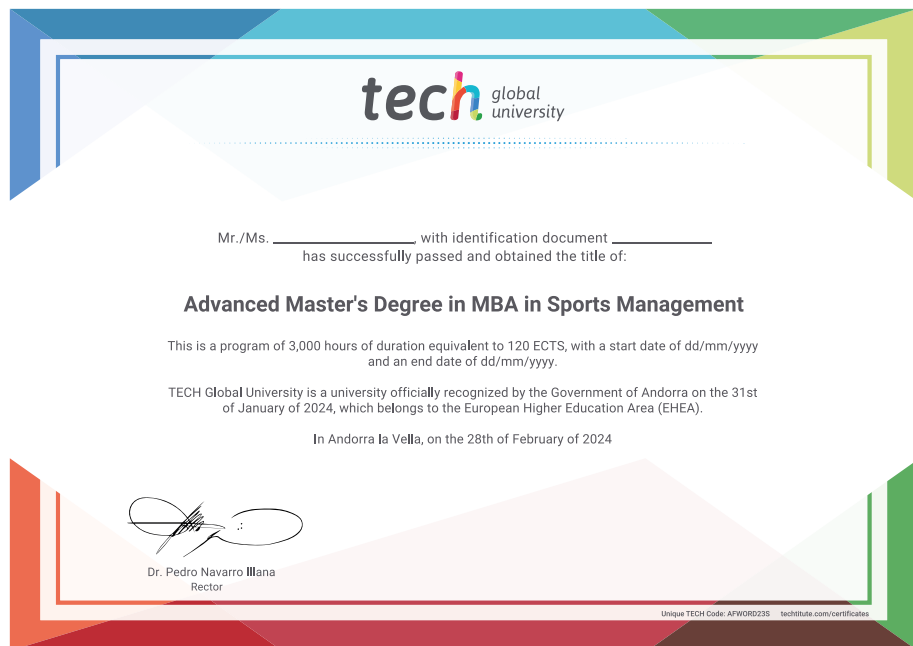 tech global university
Mr./Ms. ____________________, with identification document ______________
has successfully passed and obtained the title of:
Advanced Master's Degree in MBA in Sports Management
This is a program of 3,000 hours of duration equivalent to 120 ECTS, with a start date of dd/mm/yyyy
and an end date of dd/mm/yyyy.
TECH Global University is a university officially recognized by the Government of Andorra on the 31st
of January of 2024, which belongs to the European Higher Education Area (EHEA).
In Andorra la Vella, on the 28th of February of 2024
Dr. Pedro Navarro Illana
Rector
Unique TECH Code: AFWORD23S techtitute.com/certificates